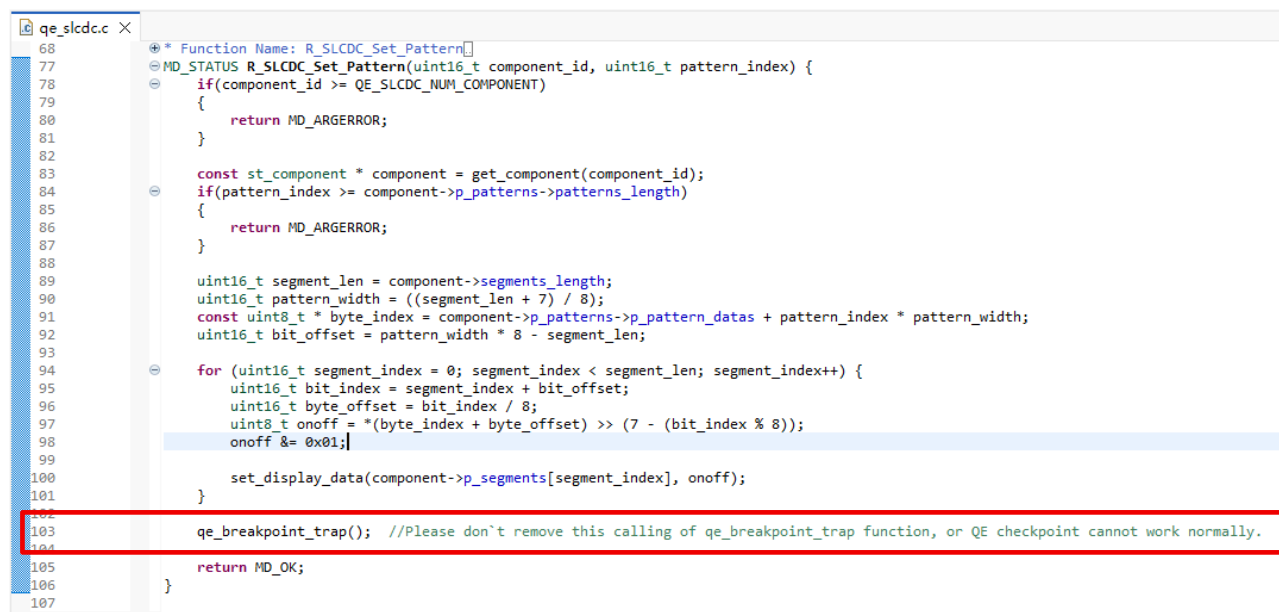 qe_slcdc.c
68 * Function Name: R_SLCDC_Set_Pattern
77 MD_STATUS R_SLCDC_Set_Pattern(uint16_t component_id, uint16_t pattern_index) {
78 if(component_id >= QE_SLCDC_NUM_COMPONENT)
79 {
80 return MD_ARGERROR;
81 }
82
83 const st_component * component = get_component(component_id);
84 if(pattern_index >= component->p_patterns->patterns_length)
85 {
86 return MD_ARGERROR;
87 }
88
89 uint16_t segment_len = component->segments_length;
90 uint16_t pattern_width = ((segment_len + 7) / 8);
91 const uint8_t * byte_index = component->p_patterns->p_pattern_datas + pattern_index * pattern_width;
92 uint16_t bit_offset = pattern_width * 8 - segment_len;
93
94 for (uint16_t segment_index = 0; segment_index < segment_len; segment_index++) {
95 uint16_t bit_index = segment_index + bit_offset;
96 uint16_t byte_offset = bit_index / 8;
97 uint8_t onoff = *(byte_index + byte_offset) >> (7 - (bit_index % 8));
98 onoff &= 0x01;
99
100 set_display_data(component->p_segments[segment_index], onoff);
101 }
102
103 qe_breakpoint_trap(); //Please don`t remove this calling of qe_breakpoint_trap function, or QE checkpoint cannot work normally.
104
105 return MD_OK;
106 }
107